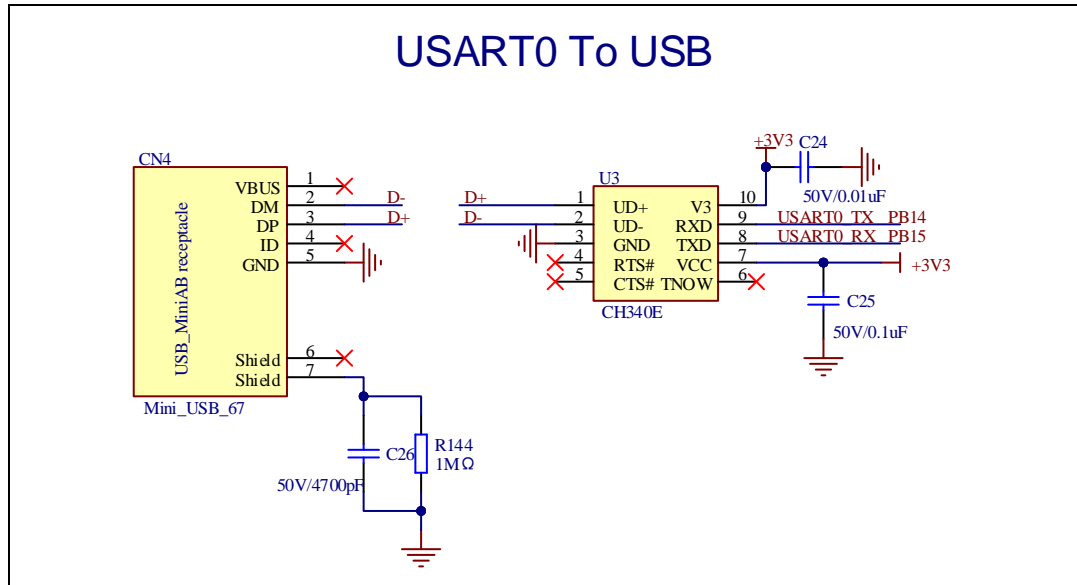 USART0 To USB
CN4
VBUS 1
DM 2 D-
DP 3 D+
ID 4
GND 5
Shield 6
Shield 7
USB_MiniAB receptacle
Mini_USB_67
C26
50V/4700pF
R144
1MΩ
U3
D+ 1 UD+
D- 2 UD-
3 GND
4 RTS#
5 CTS#
V3 10
RXD 9 USART0_TX_PB14
TXD 8 USART0_RX_PB15
VCC 7
TNOW 6
CH340E
+3V3
C24
50V/0.01uF
+3V3
C25
50V/0.1uF